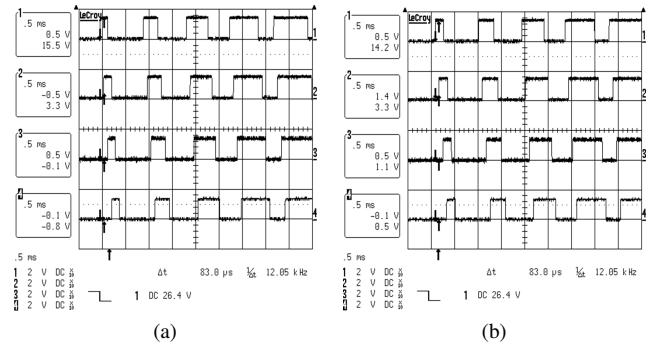 1
.5 ms
0.5 V
15.5 V
2
.5 ms
-0.5 V
3.3 V
3
.5 ms
0.5 V
-0.1 V
4
.5 ms
-0.1 V
-0.8 V
LeCroy
1
2
3
4
.5 ms
1 2 V DC
2 2 V DC
3 2 V DC
4 2 V DC
Δt 83.0 µs 1/Δt 12.05 kHz
1 DC 26.4 V
(a)
1
.5 ms
0.5 V
14.2 V
2
.5 ms
1.4 V
3.3 V
3
.5 ms
0.5 V
1.1 V
4
.5 ms
-0.1 V
0.5 V
LeCroy
1
2
3
4
.5 ms
1 2 V DC
2 2 V DC
3 2 V DC
4 2 V DC
Δt 83.0 µs 1/Δt 12.05 kHz
1 DC 26.4 V
(b)